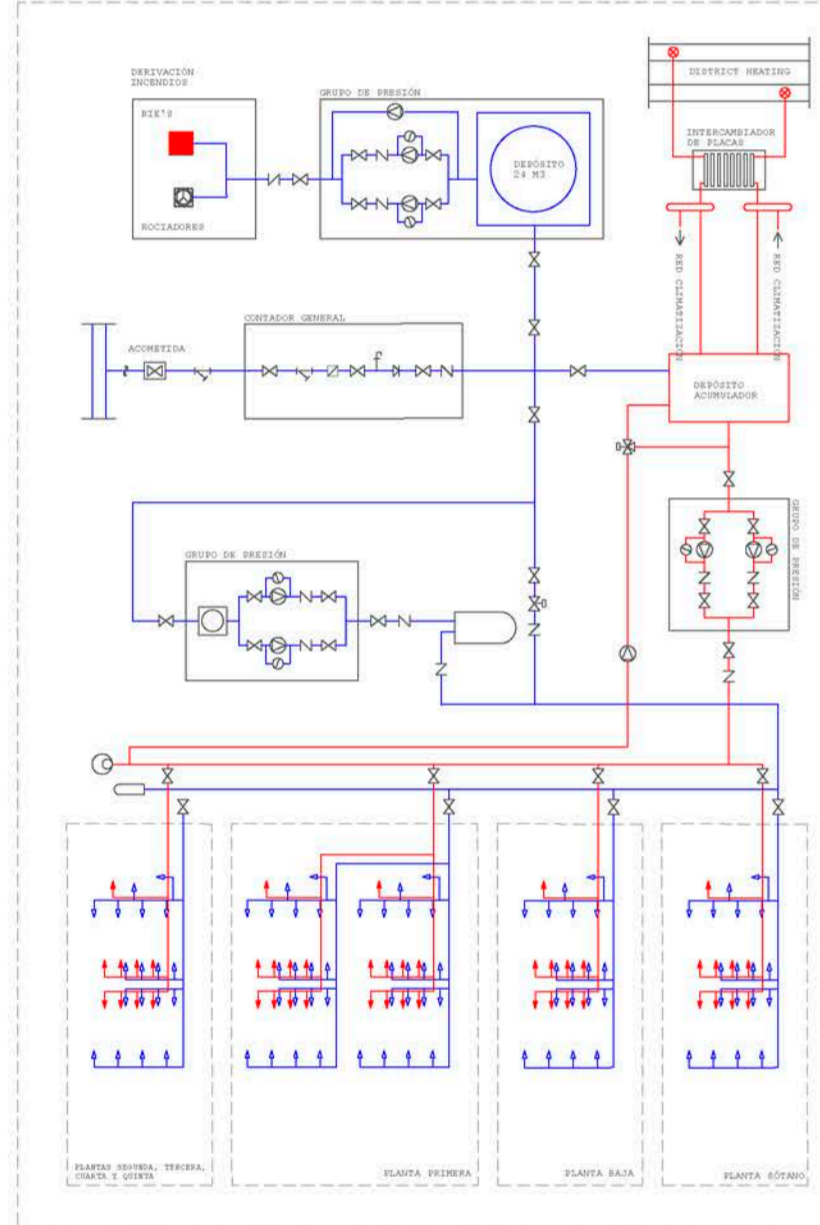 DERIVACIÓN
INCENDIOS
BIE'S
ROCIADORES
GRUPO DE PRESIÓN
DEPÓSITO
24 M3
DISTRICT HEATING
INTERCAMBIADOR
DE PLACAS
RED CLIMATIZACIÓN
RED CLIMATIZACIÓN
CONTADOR GENERAL
ACOMETIDA
DEPÓSITO
ACUMULADOR
GRUPO DE PRESIÓN
GRUPO DE PRESIÓN
PLANTAS SEGUNDA, TERCERA,
CUARTA Y QUINTA
PLANTA PRIMERA
PLANTA BAJA
PLANTA SÓTANO